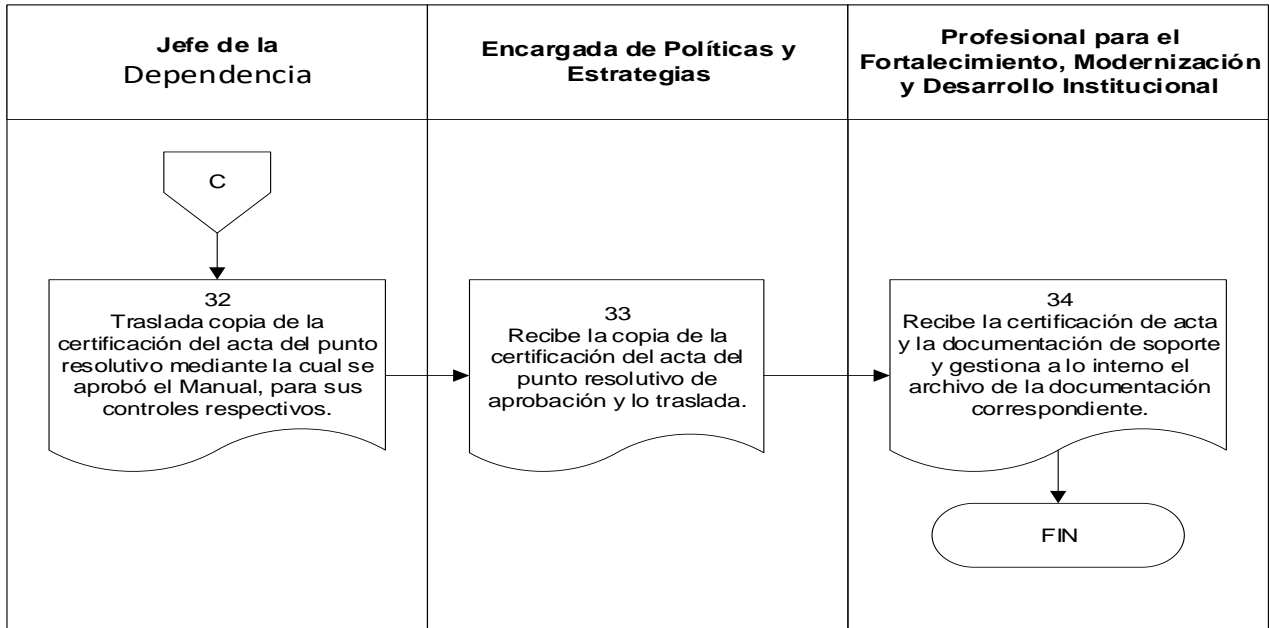 Jefe de la
Dependencia
Encargada de Políticas y
Estrategias
Profesional para el
Fortalecimiento, Modernización
y Desarrollo Institucional
C
32
Traslada copia de la
certificación del acta del punto
resolutivo mediante la cual se
aprobó el Manual, para sus
controles respectivos.
33
Recibe la copia de la
certificación del acta del
punto resolutivo de
aprobación y lo traslada.
34
Recibe la certificación de acta
y la documentación de soporte
y gestiona a lo interno el
archivo de la documentación
correspondiente.
FIN